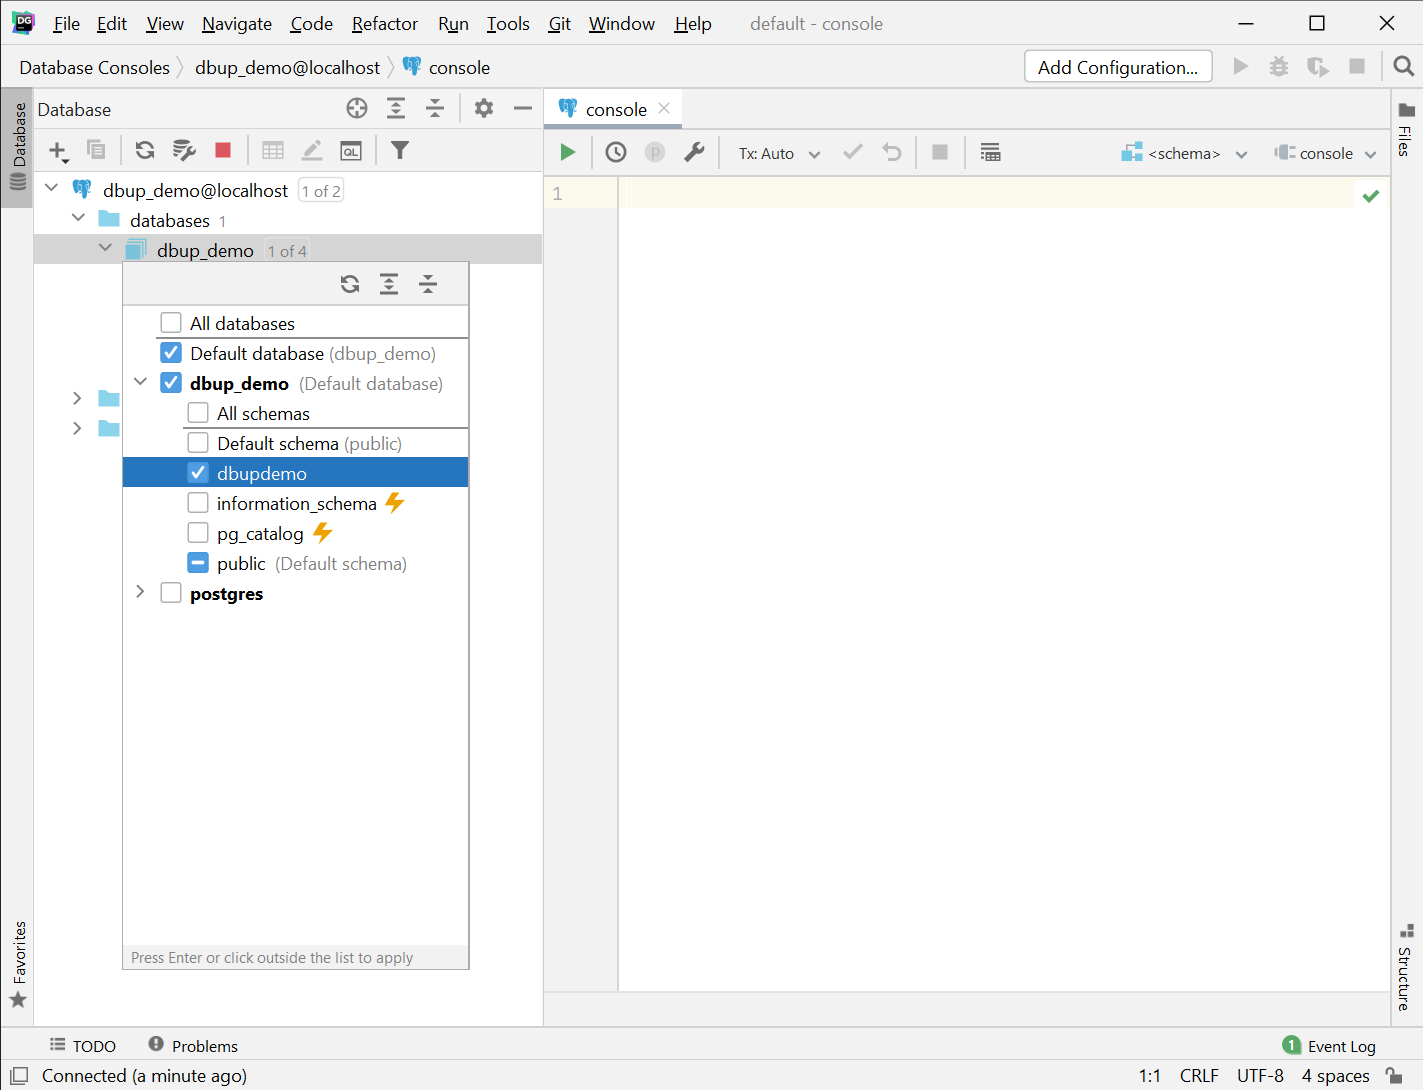 DG File Edit View Navigate Code Refactor Run Tools Git Window Help default - console
Database Consoles dbup_demo@localhost console Add Configuration...
Database
Database
console
Files
QL
P
Tx: Auto
<schema>
console
dbup_demo@localhost 1 of 2
databases 1
dbup_demo 1 of 4
All databases
Default database (dbup_demo)
dbup_demo (Default database)
All schemas
Default schema (public)
dbupdemo
information_schema
pg_catalog
public (Default schema)
postgres
Press Enter or click outside the list to apply
1
Favorites
Structure
TODO Problems 1 Event Log
Connected (a minute ago) 1:1 CRLF UTF-8 4 spaces